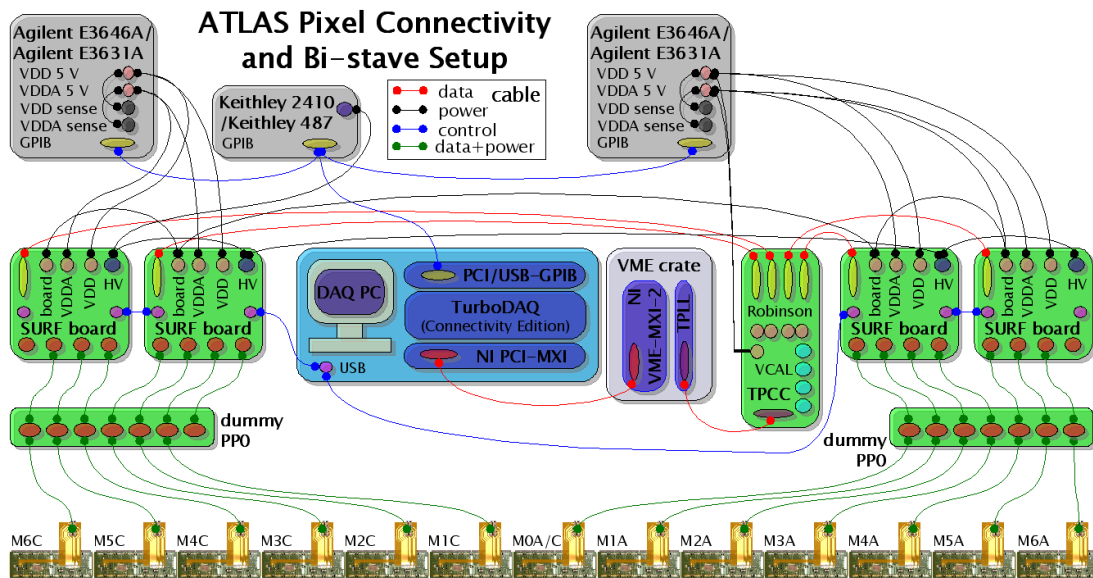 ATLAS Pixel Connectivity
and Bi-stave Setup
Agilent E3646A/
Agilent E3631A
VDD 5 V
VDDA 5 V
VDD sense
VDDA sense
GPIB
Keithley 2410
/Keithley 487
GPIB
data
cable
power
control
data+power
Agilent E3646A/
Agilent E3631A
VDD 5 V
VDDA 5 V
VDD sense
VDDA sense
GPIB
board
VDDA
VDD
HV
SURF board
board
VDDA
VDD
HV
SURF board
DAQ PC
PCI/USB-GPIB
TurboDAQ
(Connectivity Edition)
NI PCI-MXI
USB
VME crate
NI
VME-MXI-2
TPLL
Robinson
VCAL
TPCC
board
VDDA
VDD
HV
SURF board
board
VDDA
VDD
HV
SURF board
dummy
PP0
dummy
PP0
M6C
M5C
M4C
M3C
M2C
M1C
M0A/C
M1A
M2A
M3A
M4A
M5A
M6A